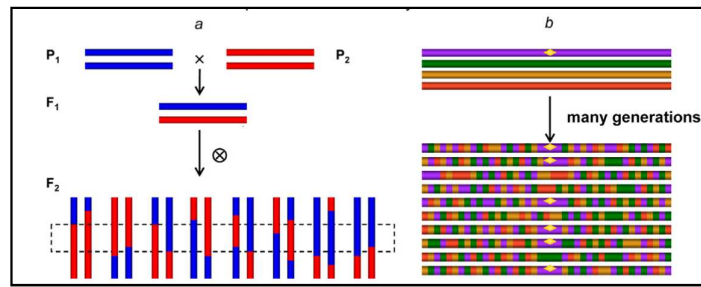 a
b
P1
×
P2
F1
many generations
⊗
F2